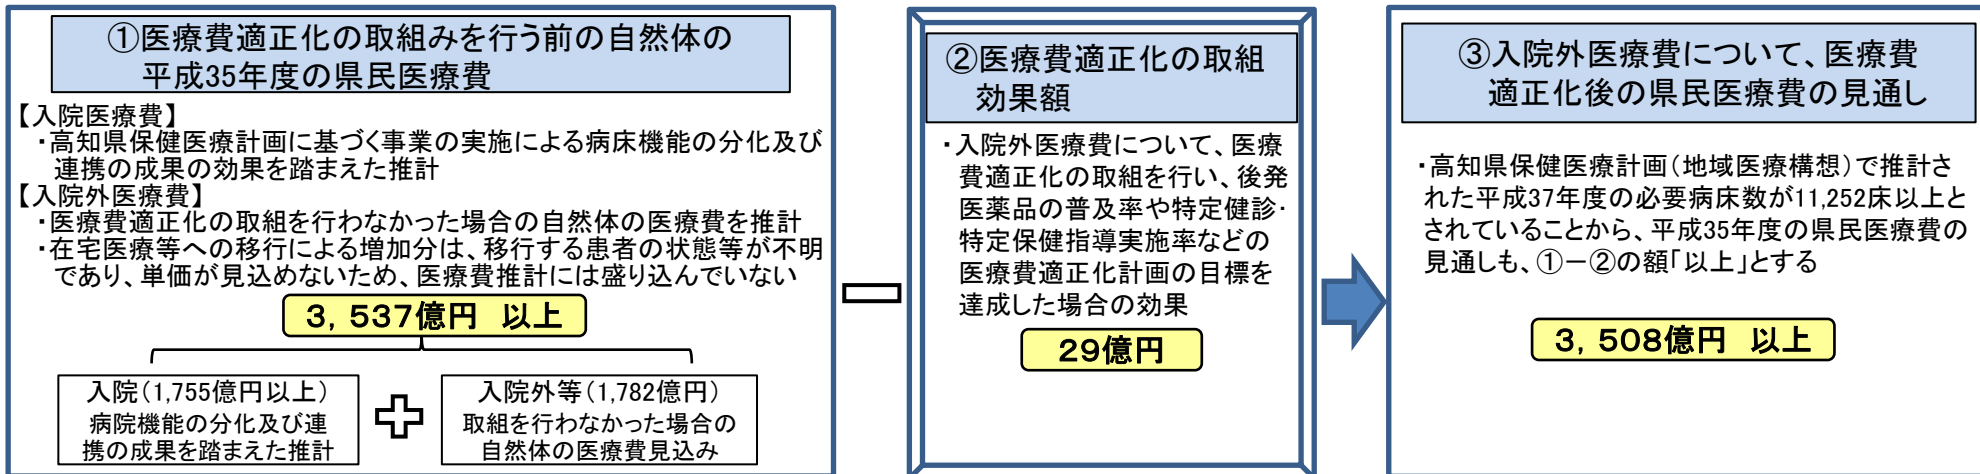 ①医療費適正化の取組みを行う前の自然体の
平成35年度の県民医療費
【入院医療費】
・高知県保健医療計画に基づく事業の実施による病床機能の分化及び
連携の成果の効果を踏まえた推計
【入院外医療費】
・医療費適正化の取組を行わなかった場合の自然体の医療費を推計
・在宅医療等への移行による増加分は、移行する患者の状態等が不明
であり、単価が見込めないため、医療費推計には盛り込んでいない
3,537億円 以上
入院(1,755億円以上)
病院機能の分化及び連
携の成果を踏まえた推計
入院外等(1,782億円)
取組を行わなかった場合の
自然体の医療費見込み
②医療費適正化の取組
効果額
・入院外医療費について、医療
費適正化の取組を行い、後発
医薬品の普及率や特定健診・
特定保健指導実施率などの
医療費適正化計画の目標を
達成した場合の効果
29億円
③入院外医療費について、医療費
適正化後の県民医療費の見通し
・高知県保健医療計画(地域医療構想)で推計さ
れた平成37年度の必要病床数が11,252床以上と
されていることから、平成35年度の県民医療費の
見通しも、①－②の額「以上」とする
3,508億円 以上